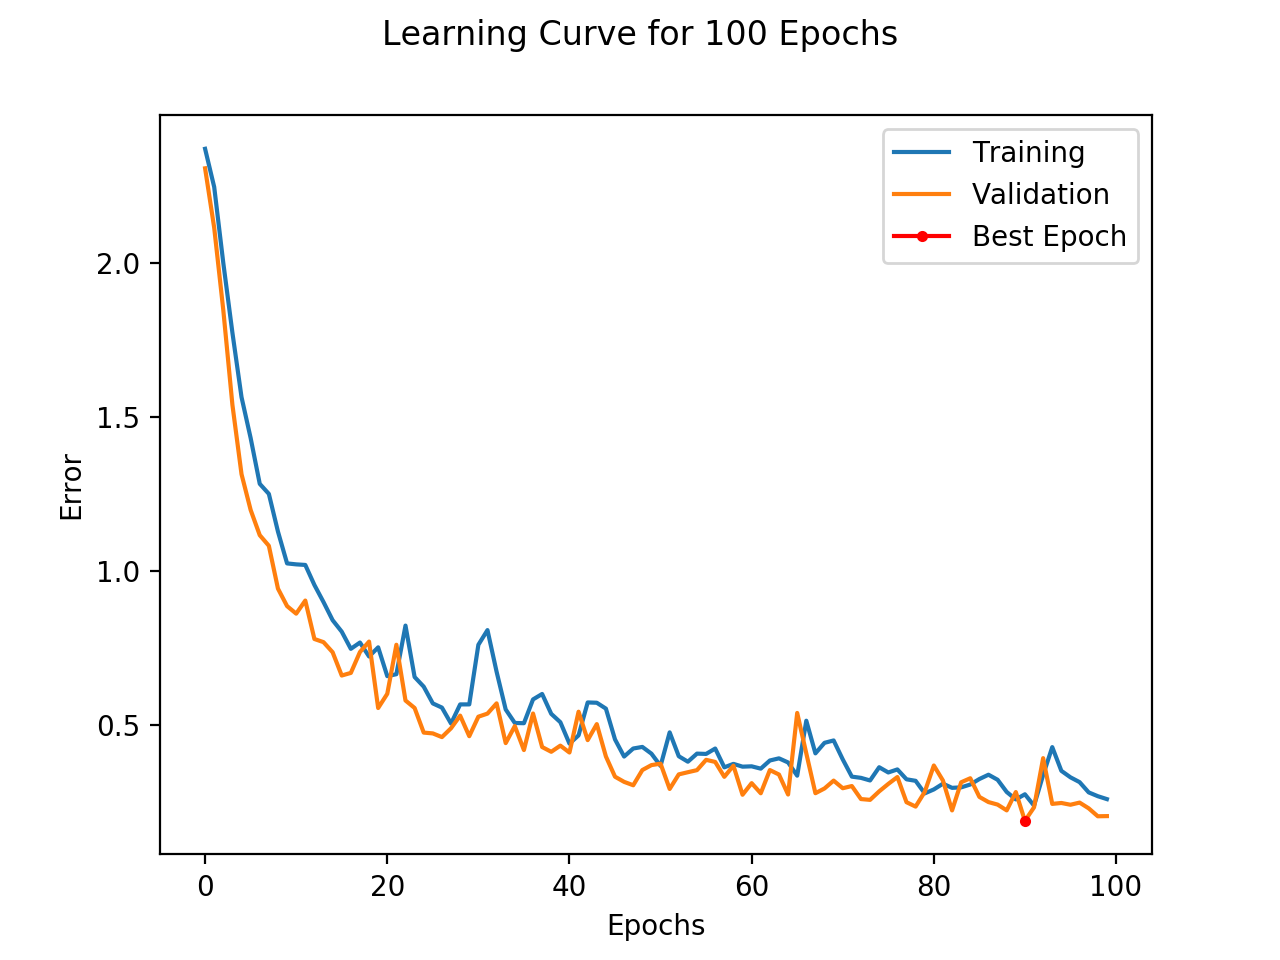 Learning Curve for 100 Epochs
Training
Validation
Best Epoch
2.0
1.5
1.0
0.5
Error
0 20 40 60 80 100
Epochs